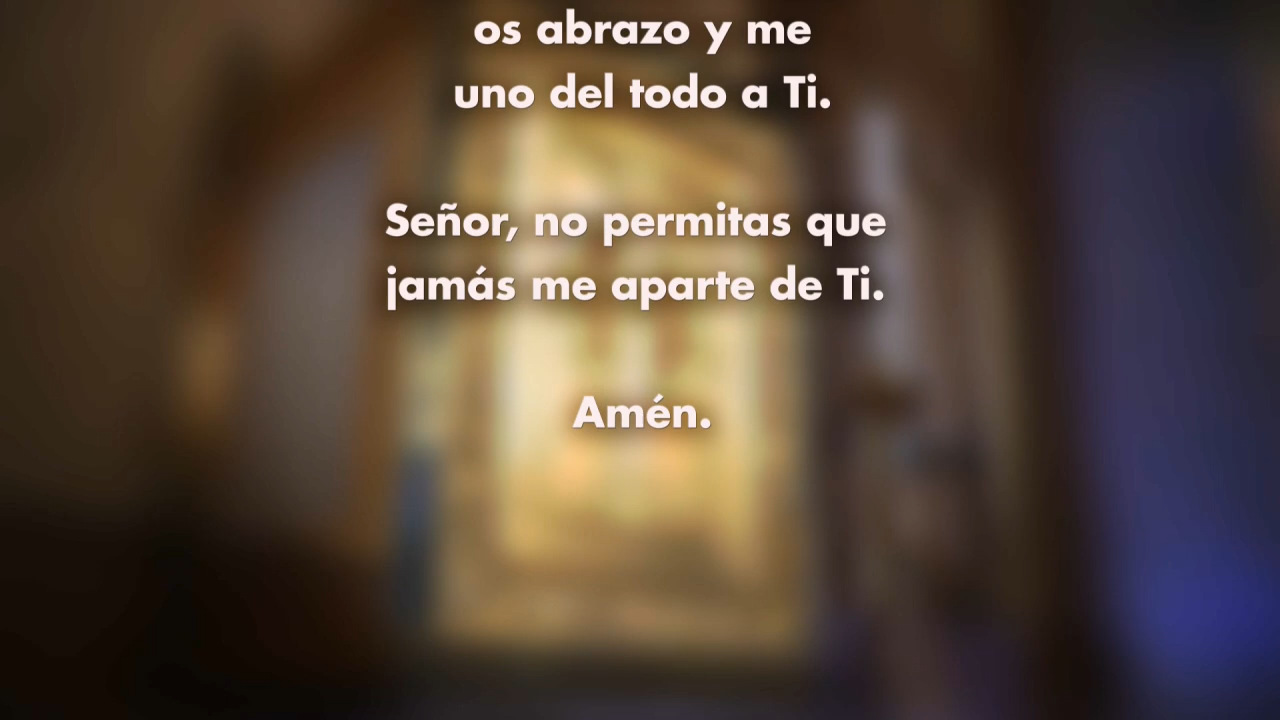 os abrazo y me
uno del todo a Ti.
Señor, no permitas que
jamás me aparte de Ti.
Amén.